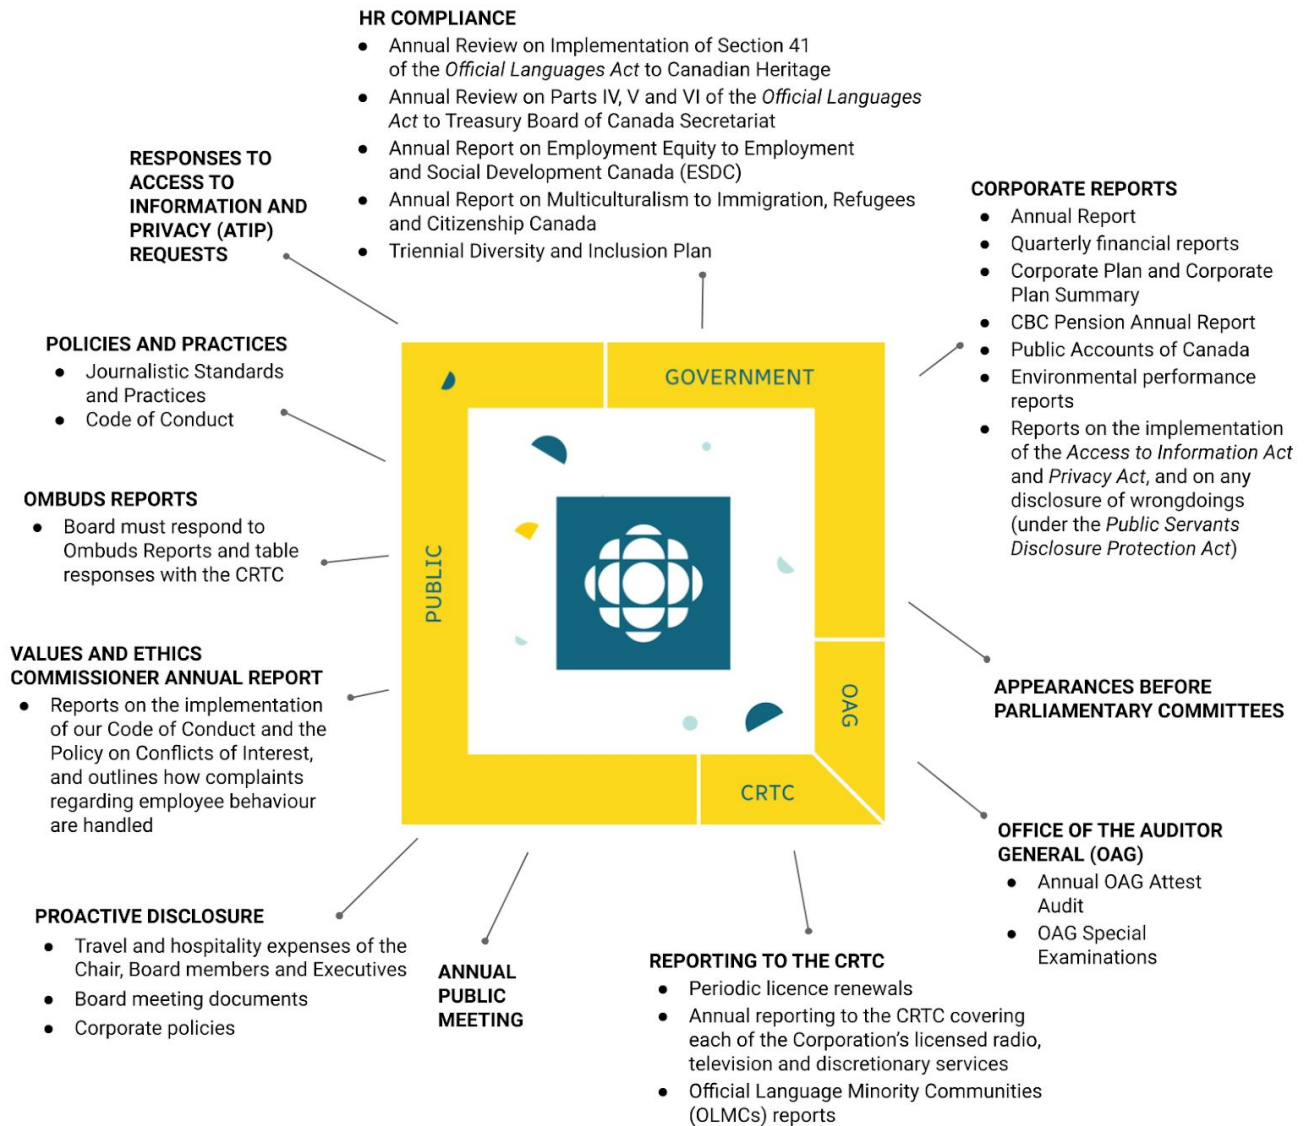 HR COMPLIANCE
● Annual Review on Implementation of Section 41
of the Official Languages Act to Canadian Heritage
● Annual Review on Parts IV, V and VI of the Official Languages
Act to Treasury Board of Canada Secretariat
● Annual Report on Employment Equity to Employment
and Social Development Canada (ESDC)
● Annual Report on Multiculturalism to Immigration, Refugees
and Citizenship Canada
● Triennial Diversity and Inclusion Plan
RESPONSES TO
ACCESS TO
INFORMATION AND
PRIVACY (ATIP)
REQUESTS
CORPORATE REPORTS
● Annual Report
● Quarterly financial reports
● Corporate Plan and Corporate
Plan Summary
● CBC Pension Annual Report
● Public Accounts of Canada
● Environmental performance
reports
● Reports on the implementation
of the Access to Information Act
and Privacy Act, and on any
disclosure of wrongdoings
(under the Public Servants
Disclosure Protection Act)
POLICIES AND PRACTICES
● Journalistic Standards
and Practices
● Code of Conduct
GOVERNMENT
OMBUDS REPORTS
● Board must respond to
Ombuds Reports and table
responses with the CRTC
PUBLIC
VALUES AND ETHICS
COMMISSIONER ANNUAL REPORT
● Reports on the implementation
of our Code of Conduct and the
Policy on Conflicts of Interest,
and outlines how complaints
regarding employee behaviour
are handled
OAG
APPEARANCES BEFORE
PARLIAMENTARY COMMITTEES
CRTC
OFFICE OF THE AUDITOR
GENERAL (OAG)
● Annual OAG Attest
Audit
● OAG Special
Examinations
PROACTIVE DISCLOSURE
● Travel and hospitality expenses of the
Chair, Board members and Executives
● Board meeting documents
● Corporate policies
ANNUAL
PUBLIC
MEETING
REPORTING TO THE CRTC
● Periodic licence renewals
● Annual reporting to the CRTC covering
each of the Corporation's licensed radio,
television and discretionary services
● Official Language Minority Communities
(OLMCs) reports